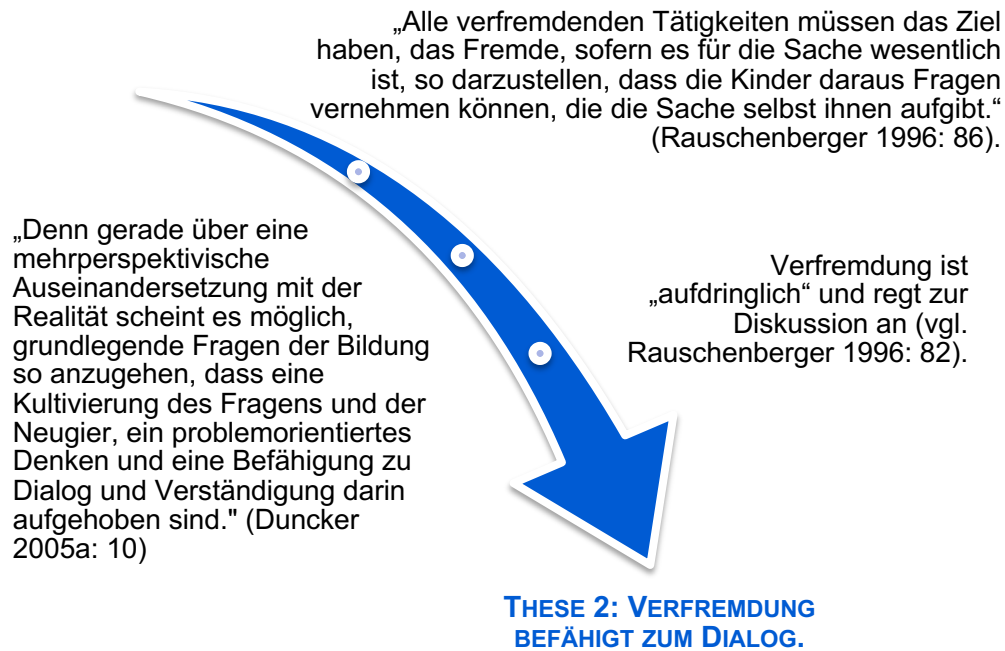 „Alle verfremdenden Tätigkeiten müssen das Ziel
haben, das Fremde, sofern es für die Sache wesentlich
ist, so darzustellen, dass die Kinder daraus Fragen
vernehmen können, die die Sache selbst ihnen aufgibt.“
(Rauschenberger 1996: 86).
„Denn gerade über eine
mehrperspektivische
Auseinandersetzung mit der
Realität scheint es möglich,
grundlegende Fragen der Bildung
so anzugehen, dass eine
Kultivierung des Fragens und der
Neugier, ein problemorientiertes
Denken und eine Befähigung zu
Dialog und Verständigung darin
aufgehoben sind." (Duncker
2005a: 10)
Verfremdung ist
„aufdringlich“ und regt zur
Diskussion an (vgl.
Rauschenberger 1996: 82).
THESE 2: VERFREMDUNG
BEFÄHIGT ZUM DIALOG.